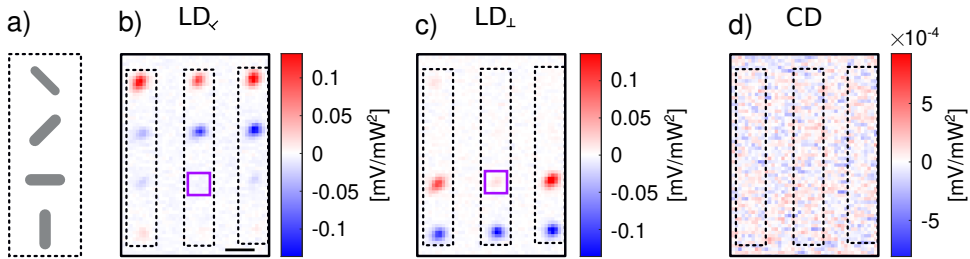 a)
b)
LD⦣
c)
LD⊥
d)
CD
0.1
0.05
0
-0.05
-0.1
[mV/mW²]
0.1
0.05
0
-0.05
-0.1
[mV/mW²]
×10⁻⁴
5
0
-5
[mV/mW²]